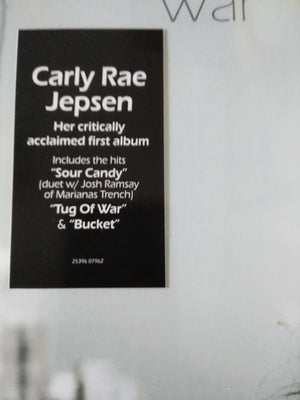 war
Carly Rae
Jepsen
Her critically
acclaimed first album
Includes the hits
"Sour Candy"
(duet w/ Josh Ramsay
of Marianas Trench)
"Tug Of War"
& "Bucket"
25396 07962